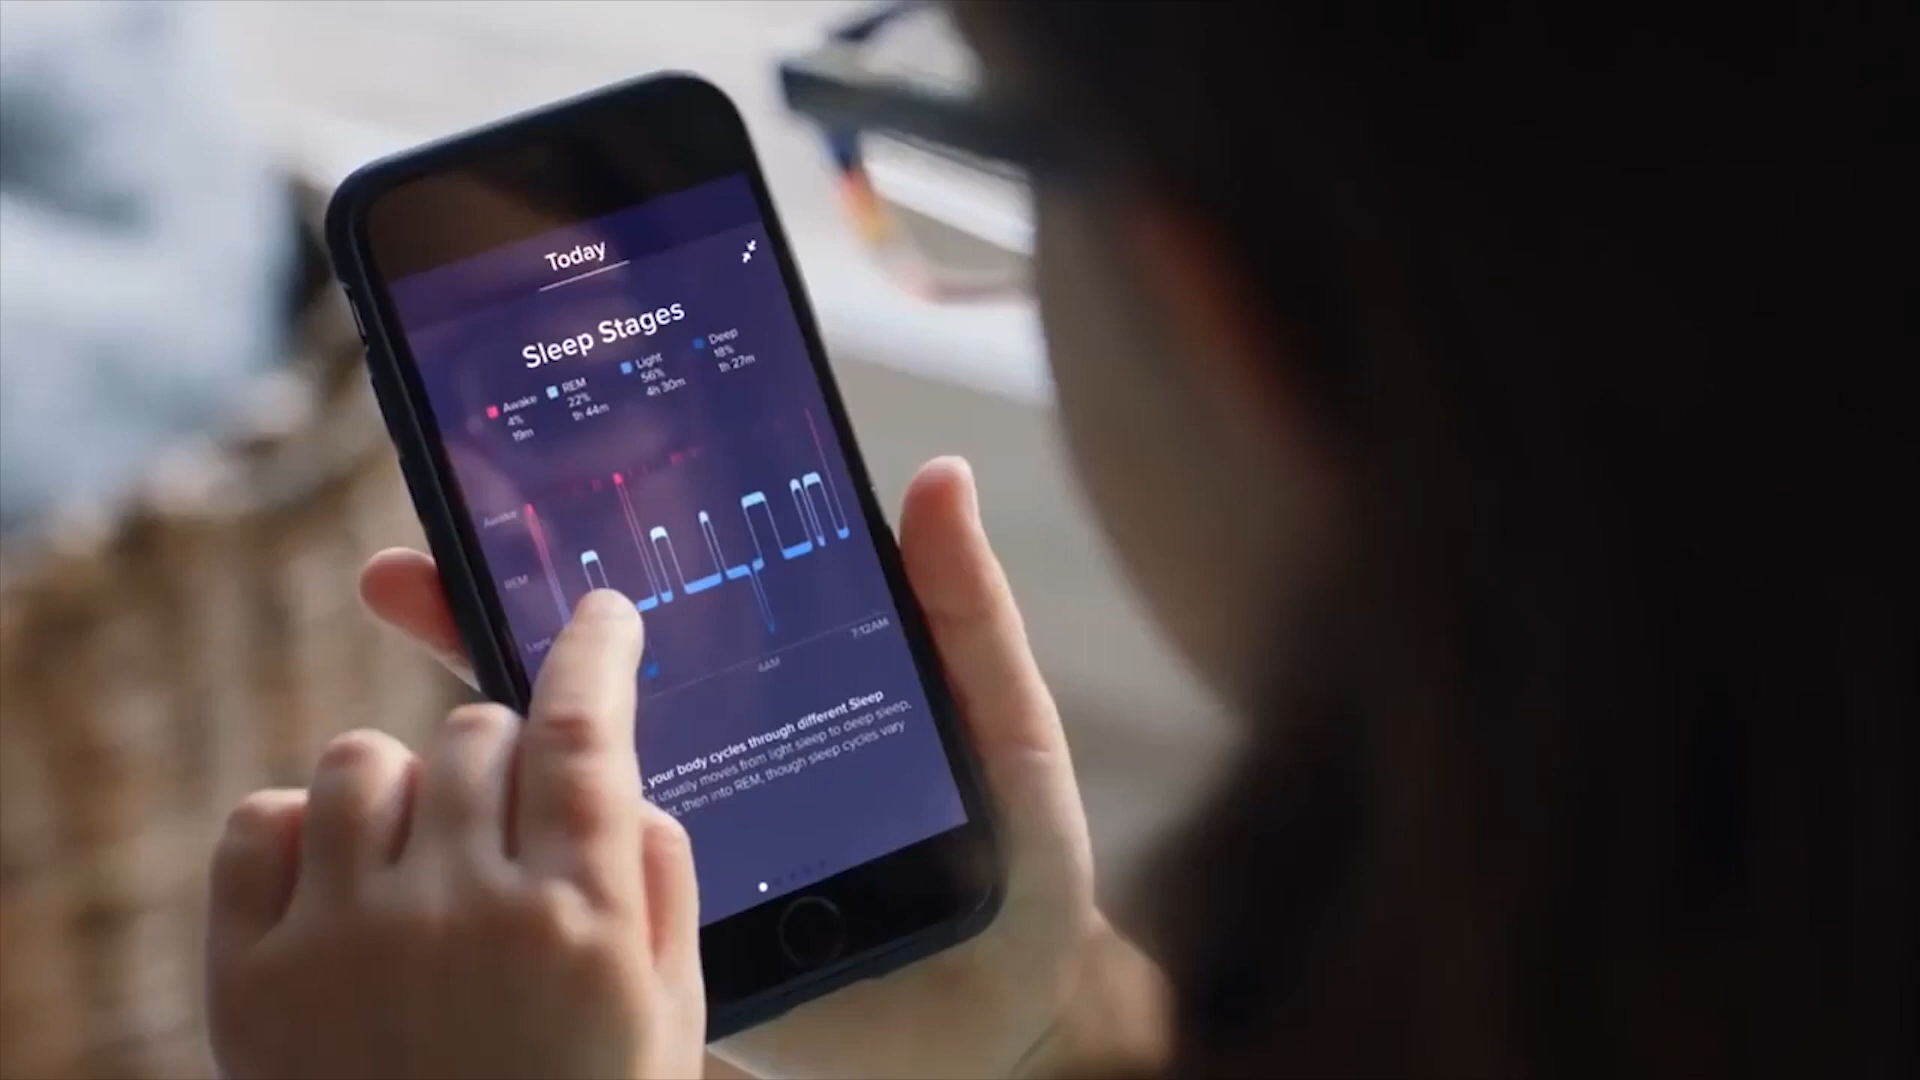 Today
Sleep Stages
Awake
4%
19m
REM
22%
1h 44m
Light
56%
4h 30m
Deep
18%
1h 27m
Awake
REM
Light
4AM
7:12AM
your body cycles through different Sleep
usually moves from light sleep to deep sleep,
then into REM, though sleep cycles vary